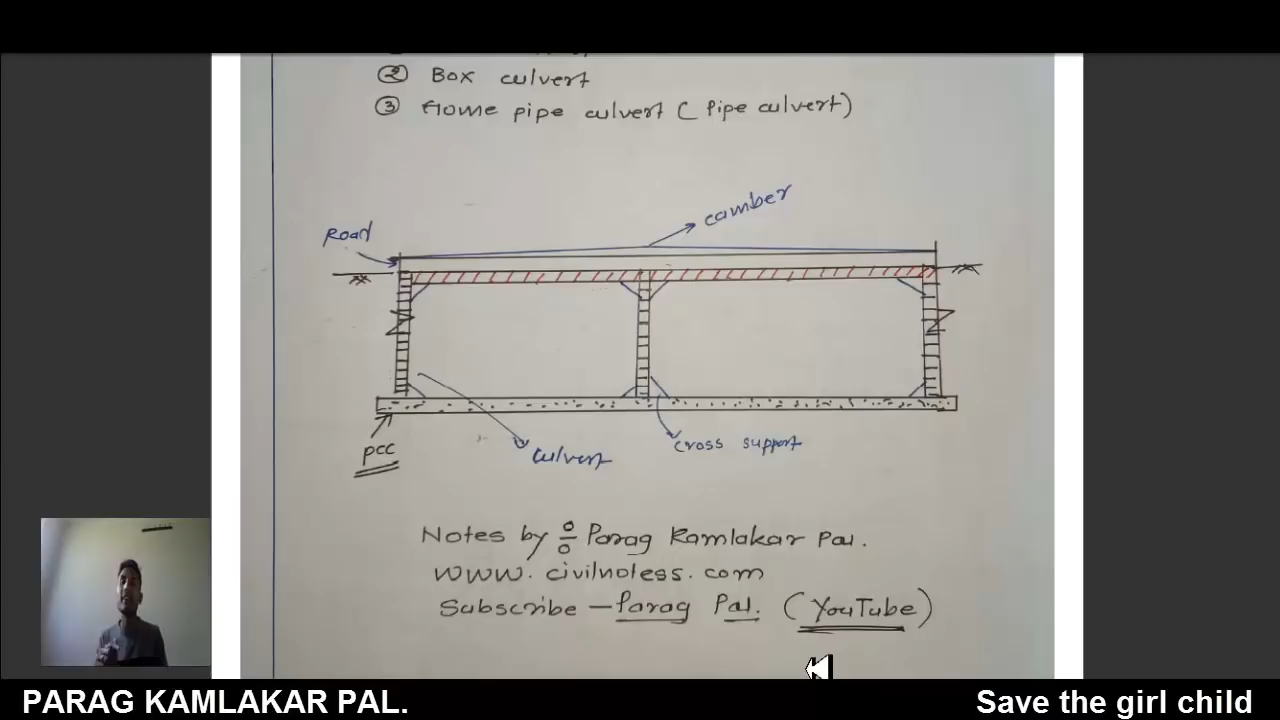 ② Box culvert
③ Home pipe culvert ( Pipe culvert)
camber
Road
culvert
cross support
PCC
Notes by Parag Kamlakar Pal.
www. civilnotess. com
Subscribe – Parag Pal. ( YouTube )
PARAG KAMLAKAR PAL.
Save the girl child